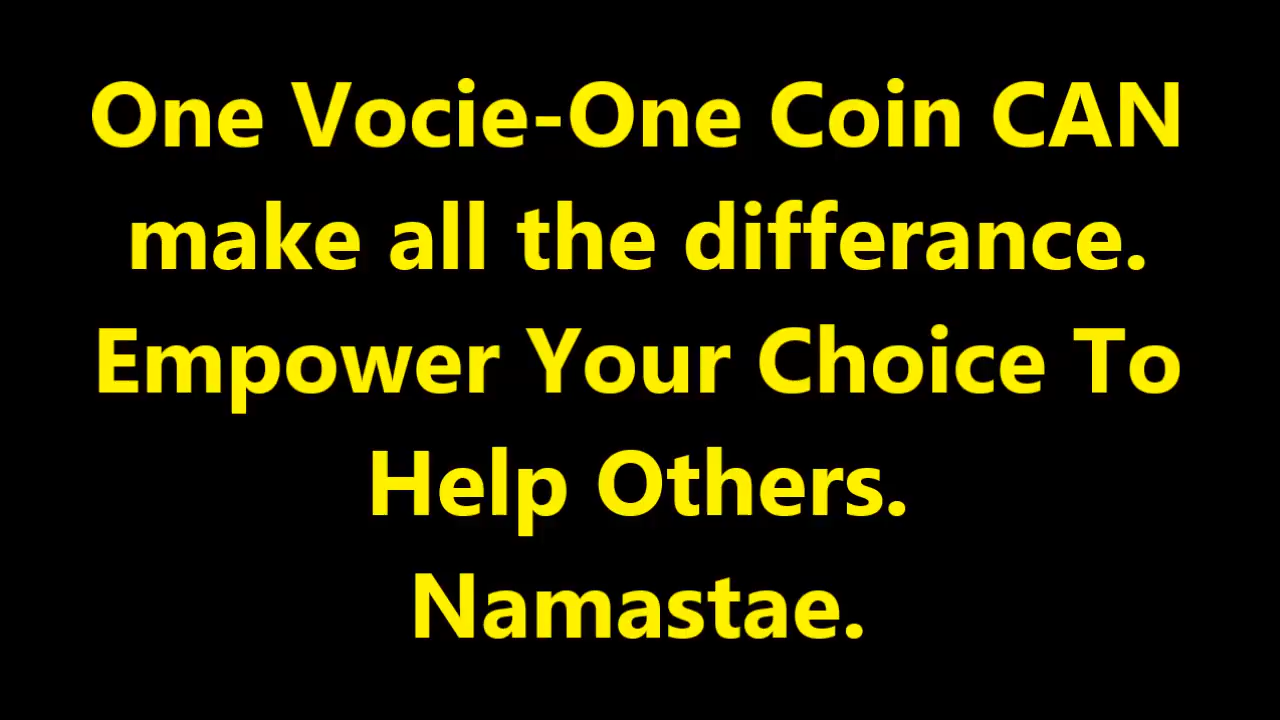 One Vocie-One Coin CAN
make all the differance.
Empower Your Choice To
Help Others.
Namastae.